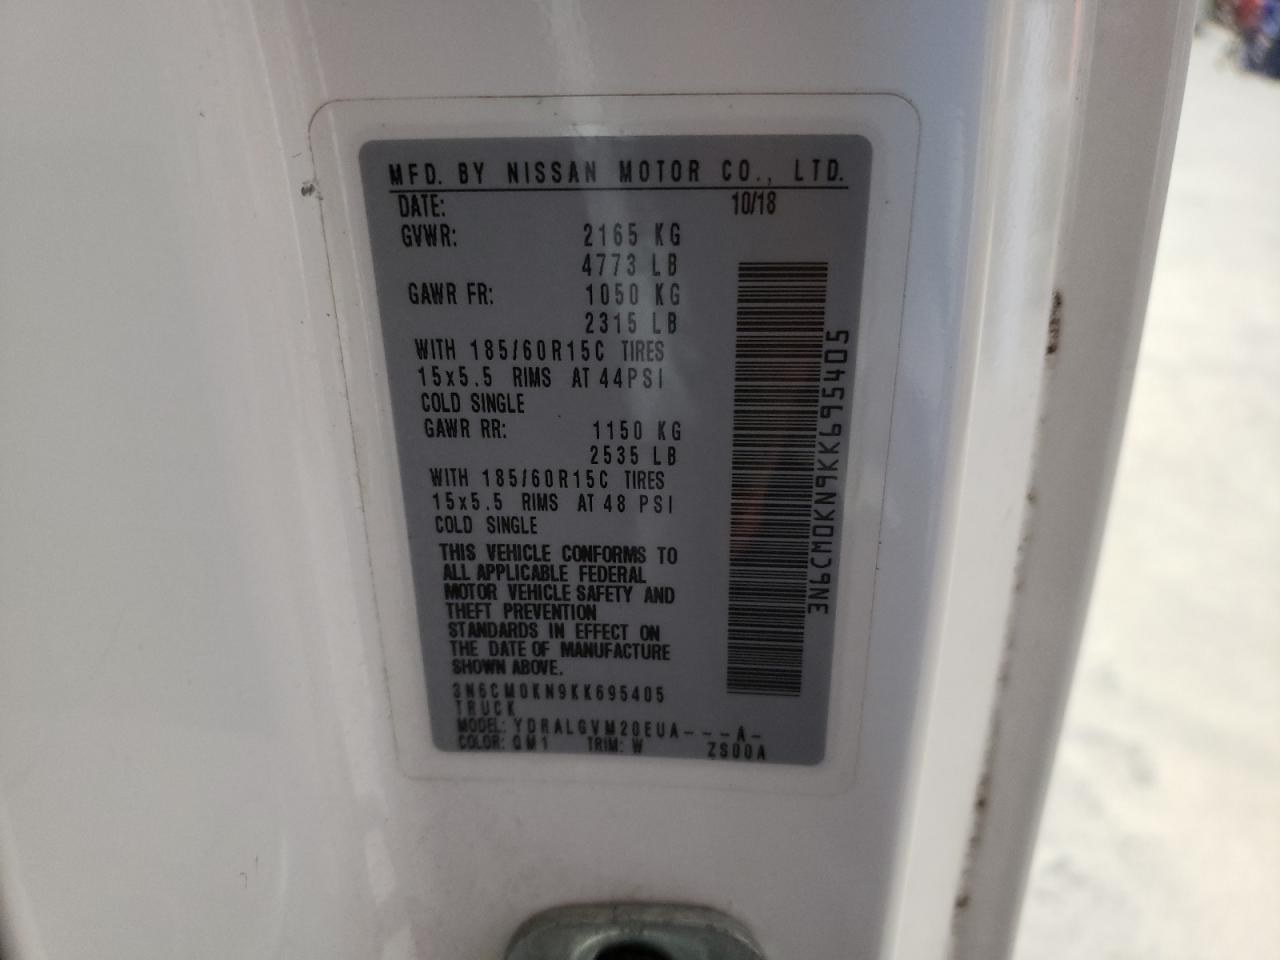 MFD. BY NISSAN MOTOR CO., LTD.
DATE: 10/18
GVWR: 2165 KG
4773 LB
GAWR FR: 1050 KG
2315 LB
WITH 185/60R15C TIRES
15x5.5 RIMS AT 44PSI
COLD SINGLE
GAWR RR: 1150 KG
2535 LB
WITH 185/60R15C TIRES
15x5.5 RIMS AT 48 PSI
COLD SINGLE
THIS VEHICLE CONFORMS TO
ALL APPLICABLE FEDERAL
MOTOR VEHICLE SAFETY AND
THEFT PREVENTION
STANDARDS IN EFFECT ON
THE DATE OF MANUFACTURE
SHOWN ABOVE.
3N6CM0KN9KK695405
TRUCK
MODEL: YDRALGVM20EUA---A-
COLOR: QM1 TRIM: W ZS00A
3N6CM0KN9KK695405